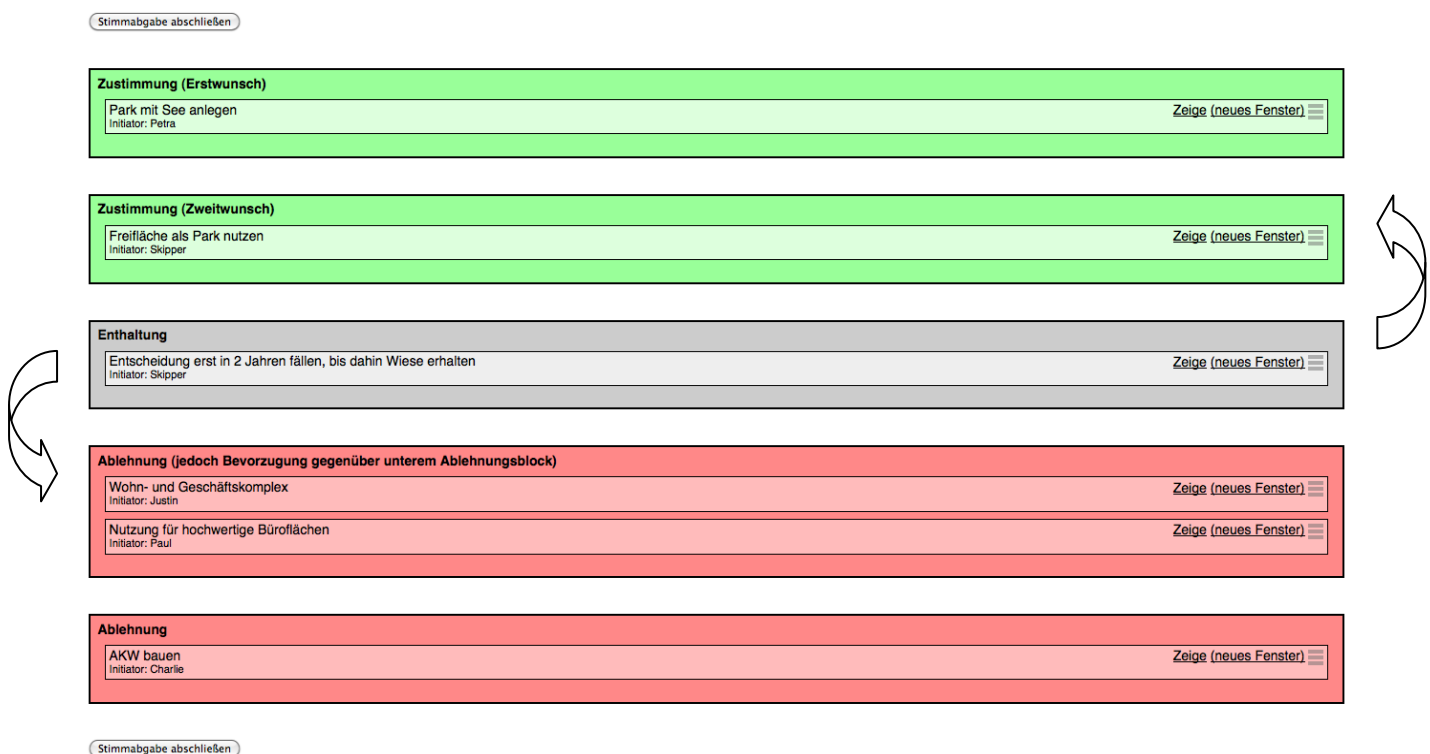 Stimmabgabe abschließen
Zustimmung (Erstwunsch)
Park mit See anlegen Zeige (neues Fenster)
Initiator: Petra
Zustimmung (Zweitwunsch)
Freifläche als Park nutzen Zeige (neues Fenster)
Initiator: Skipper
Enthaltung
Entscheidung erst in 2 Jahren fällen, bis dahin Wiese erhalten Zeige (neues Fenster)
Initiator: Skipper
Ablehnung (jedoch Bevorzugung gegenüber unterem Ablehnungsblock)
Wohn- und Geschäftskomplex Zeige (neues Fenster)
Initiator: Justin
Nutzung für hochwertige Büroflächen Zeige (neues Fenster)
Initiator: Paul
Ablehnung
AKW bauen Zeige (neues Fenster)
Initiator: Charlie
Stimmabgabe abschließen